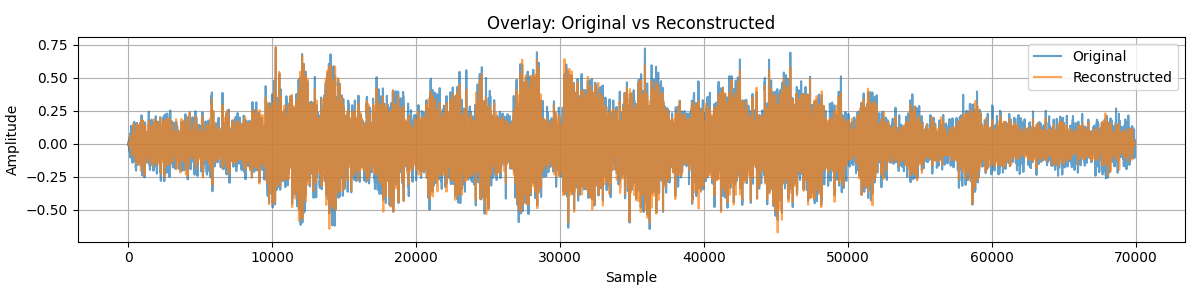 Overlay: Original vs Reconstructed
0.75
0.50
0.25
0.00
−0.25
−0.50
Amplitude
Original
Reconstructed
0 10000 20000 30000 40000 50000 60000 70000
Sample